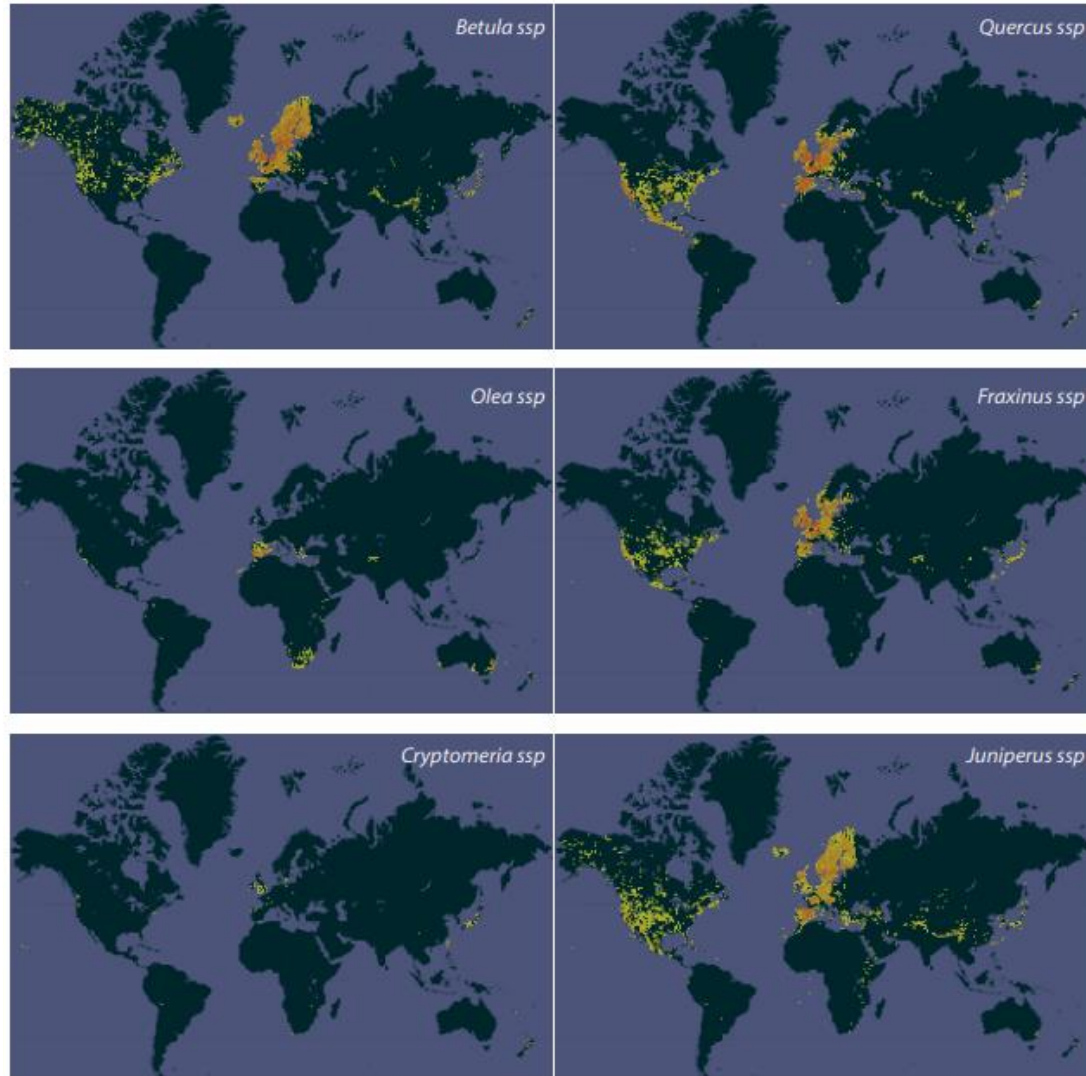 Betula ssp
Quercus ssp
Olea ssp
Fraxinus ssp
Cryptomeria ssp
Juniperus ssp